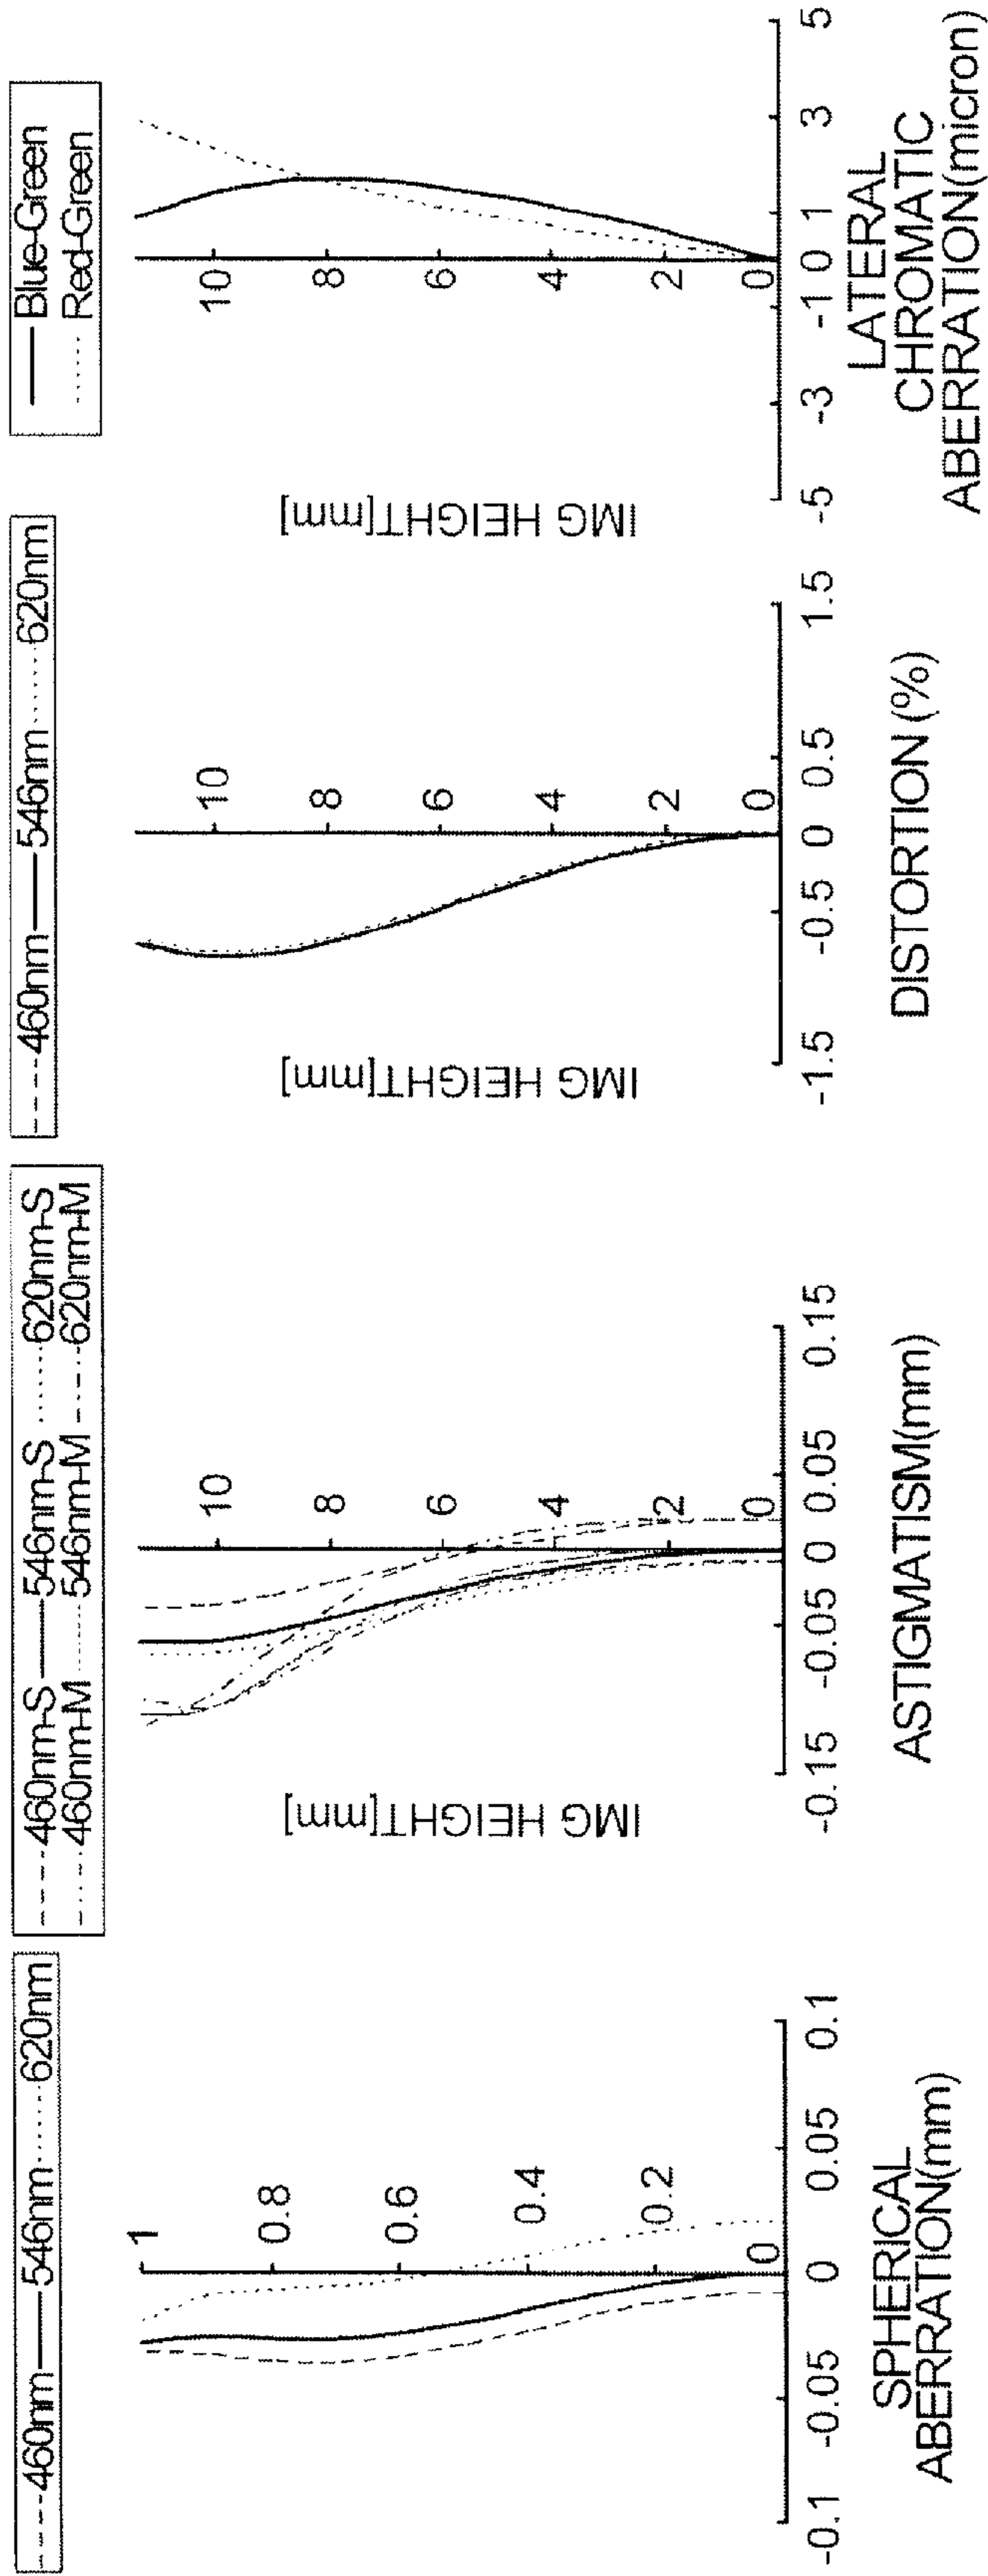 ---460nm——546nm······620nm
1
0.8
0.6
0.4
0.2
0
-0.1 -0.05 0 0.05 0.1
SPHERICAL
ABERRATION(mm)
---460nm-S——546nm-S······620nm-S
-··-460nm-M······546nm-M-·-·620nm-M
IMG HEIGHT[mm]
10
8
6
4
2
0
-0.15 -0.05 0 0.05 0.15
ASTIGMATISM(mm)
---460nm——546nm······620nm
IMG HEIGHT[mm]
10
8
6
4
2
0
-1.5 -0.5 0 0.5 1.5
DISTORTION (%)
——Blue-Green
······Red-Green
IMG HEIGHT[mm]
10
8
6
4
2
0
-5 -3 -1 0 1 3 5
LATERAL
CHROMATIC
ABERRATION(micron)